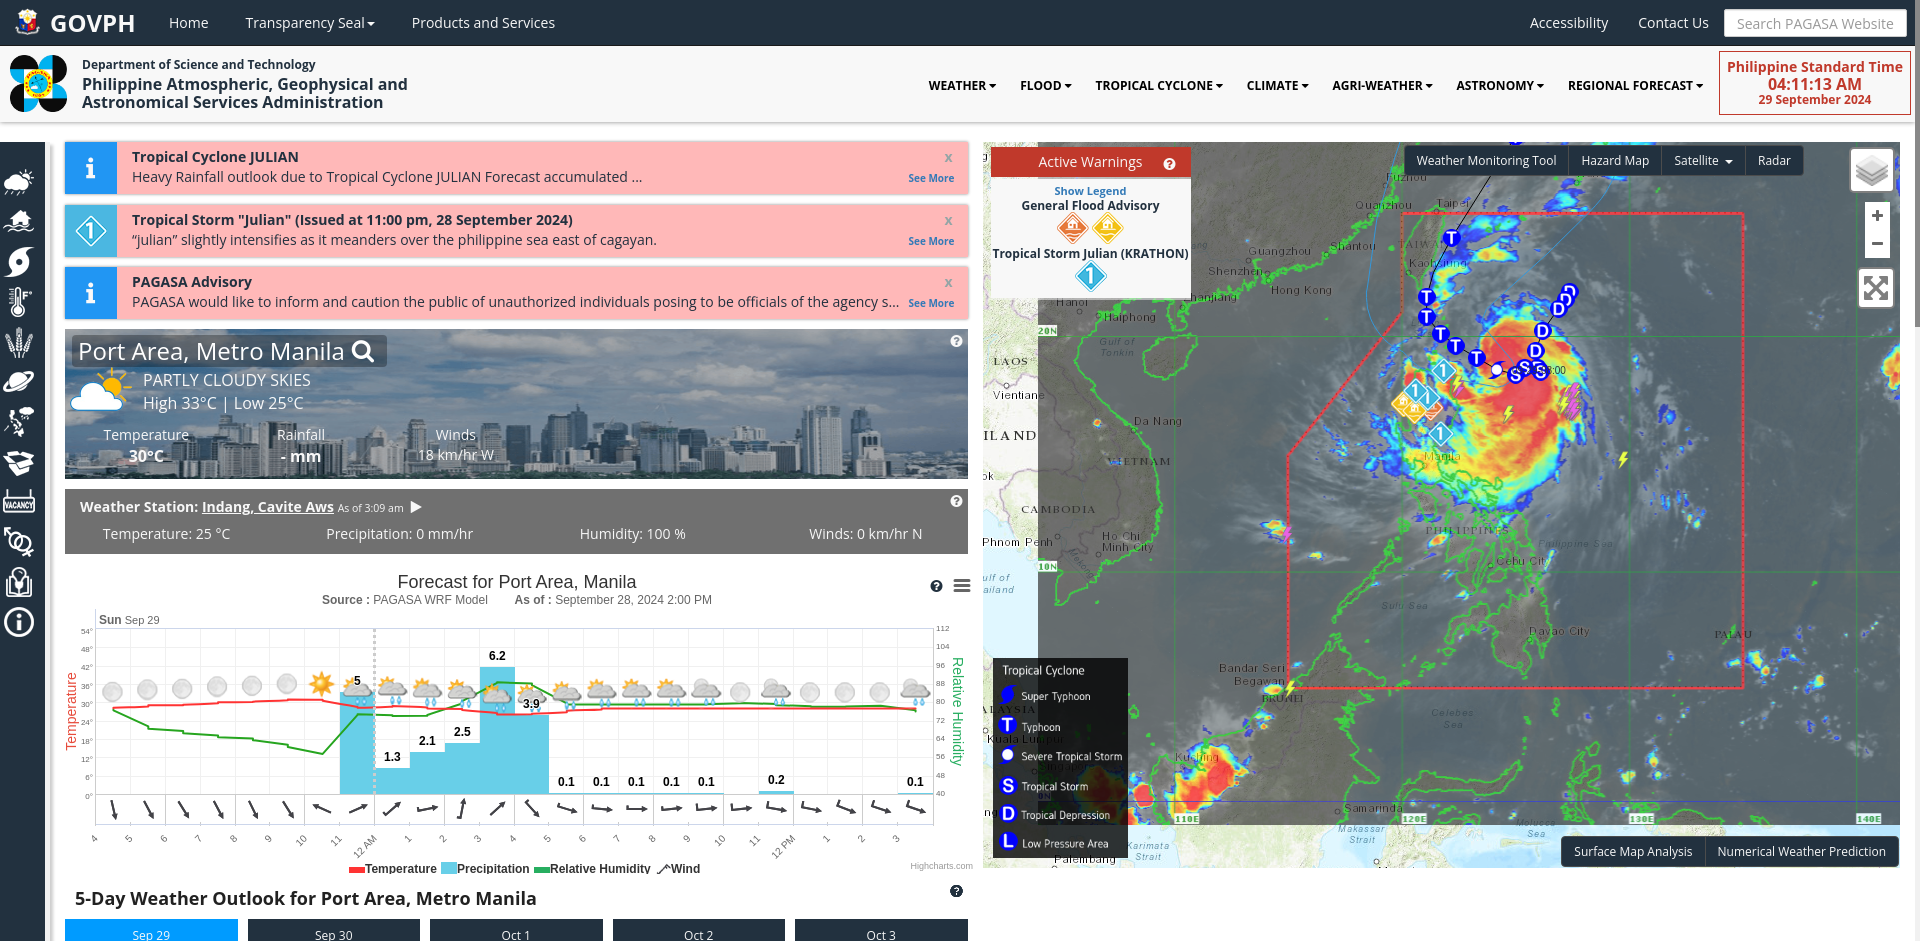 GOVPH
Home
Transparency Seal
Products and Services
Accessibility
Contact Us
Search PAGASA Website
Department of Science and Technology
Philippine Atmospheric, Geophysical and
Astronomical Services Administration
WEATHER
FLOOD
TROPICAL CYCLONE
CLIMATE
AGRI-WEATHER
ASTRONOMY
REGIONAL FORECAST
Philippine Standard Time
04:11:13 AM
29 September 2024
Tropical Cyclone JULIAN
x
Heavy Rainfall outlook due to Tropical Cyclone JULIAN Forecast accumulated ...
See More
Tropical Storm "Julian" (Issued at 11:00 pm, 28 September 2024)
x
“julian” slightly intensifies as it meanders over the philippine sea east of cagayan.
See More
PAGASA Advisory
x
PAGASA would like to inform and caution the public of unauthorized individuals posing to be officials of the agency s...
See More
Port Area, Metro Manila
PARTLY CLOUDY SKIES
High 33°C | Low 25°C
Temperature
Rainfall
Winds
30°C
- mm
18 km/hr W
Weather Station: Indang, Cavite Aws As of 3:09 am
Temperature: 25 °C
Precipitation: 0 mm/hr
Humidity: 100 %
Winds: 0 km/hr N
VACANCY
Forecast for Port Area, Manila
Source : PAGASA WRF Model As of : September 28, 2024 2:00 PM
Sun Sep 29
Temperature
54°
48°
42°
36°
30°
24°
18°
12°
6°
0°
Relative Humidity
112
104
96
88
80
72
64
56
48
40
5
1.3
2.1
2.5
6.2
3.9
0.1
0.1
0.1
0.1
0.1
0.2
0.1
4
5
6
7
8
9
10
11
12 AM
1
2
3
4
5
6
7
8
9
10
11
12 PM
1
2
3
Temperature
Precipitation
Relative Humidity
Wind
Highcharts.com
5-Day Weather Outlook for Port Area, Metro Manila
Sep 29
Sep 30
Oct 1
Oct 2
Oct 3
Active Warnings
Show Legend
General Flood Advisory
Tropical Storm Julian (KRATHON)
1
Weather Monitoring Tool
Hazard Map
Satellite
Radar
+
−
Fuzhou
Quanzhou
Taipei
TAIWAN
Kaohsiung
Guangzhou
Shantou
Shenzhen
Hong Kong
Zhanjiang
Hanoi
Haiphong
20N
Gulf of
Tonkin
LAOS
Vientiane
Da Nang
VIETNAM
CAMBODIA
Phnom Penh
Ho Chi
Minh City
10N
Manila
PHILIPPINES
Philippine Sea
Cebu City
Sulu Sea
Davao City
PALAU
Bandar Seri
Begawan
BRUNEI
Celebes
Sea
Kuching
Samarinda
110E
120E
130E
140E
Makassar
Strait
Molucca
Sea
Karimata
Strait
Palembang
Kuala Lumpur
Tropical Cyclone
Super Typhoon
T Typhoon
Severe Tropical Storm
S Tropical Storm
D Tropical Depression
L Low Pressure Area
Surface Map Analysis
Numerical Weather Prediction